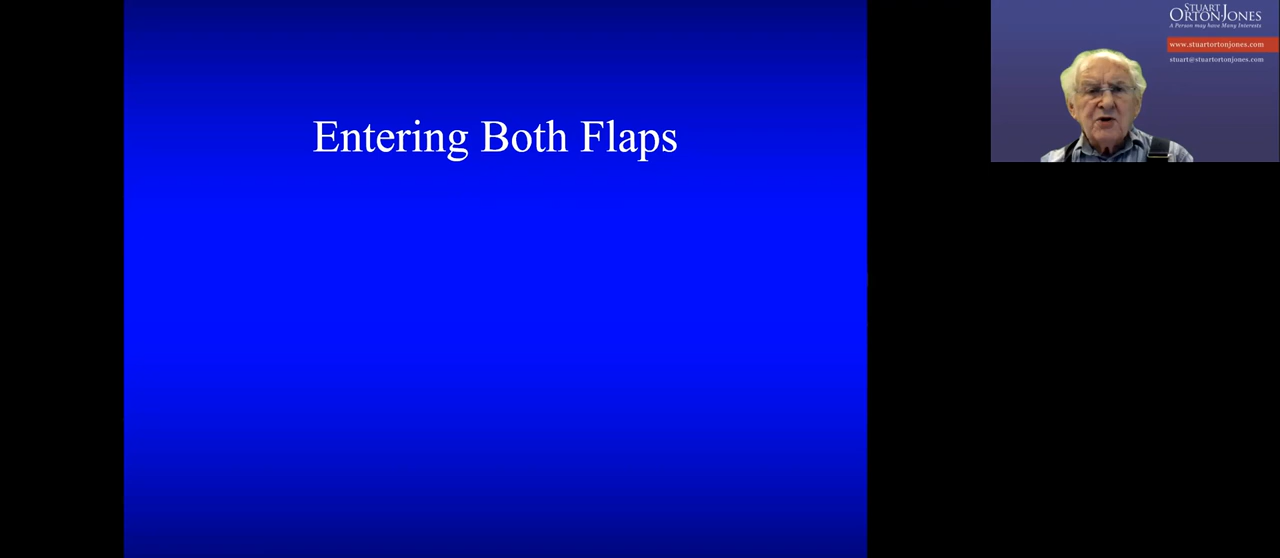 Entering Both Flaps
STUART
ORTON-JONES
A Person may have Many Interests
www.stuartortonjones.com
stuart@stuartortonjones.com